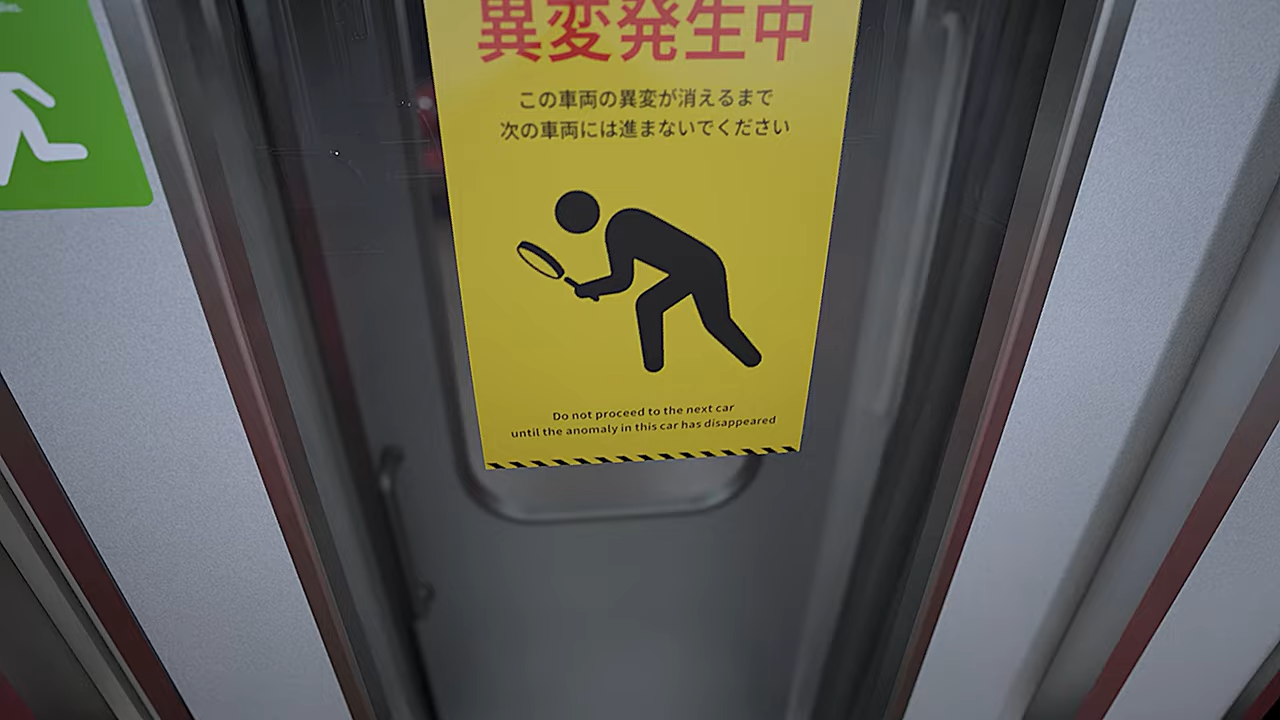 異変発生中
この車両の異変が消えるまで
次の車両には進まないでください
Do not proceed to the next car
until the anomaly in this car has disappeared